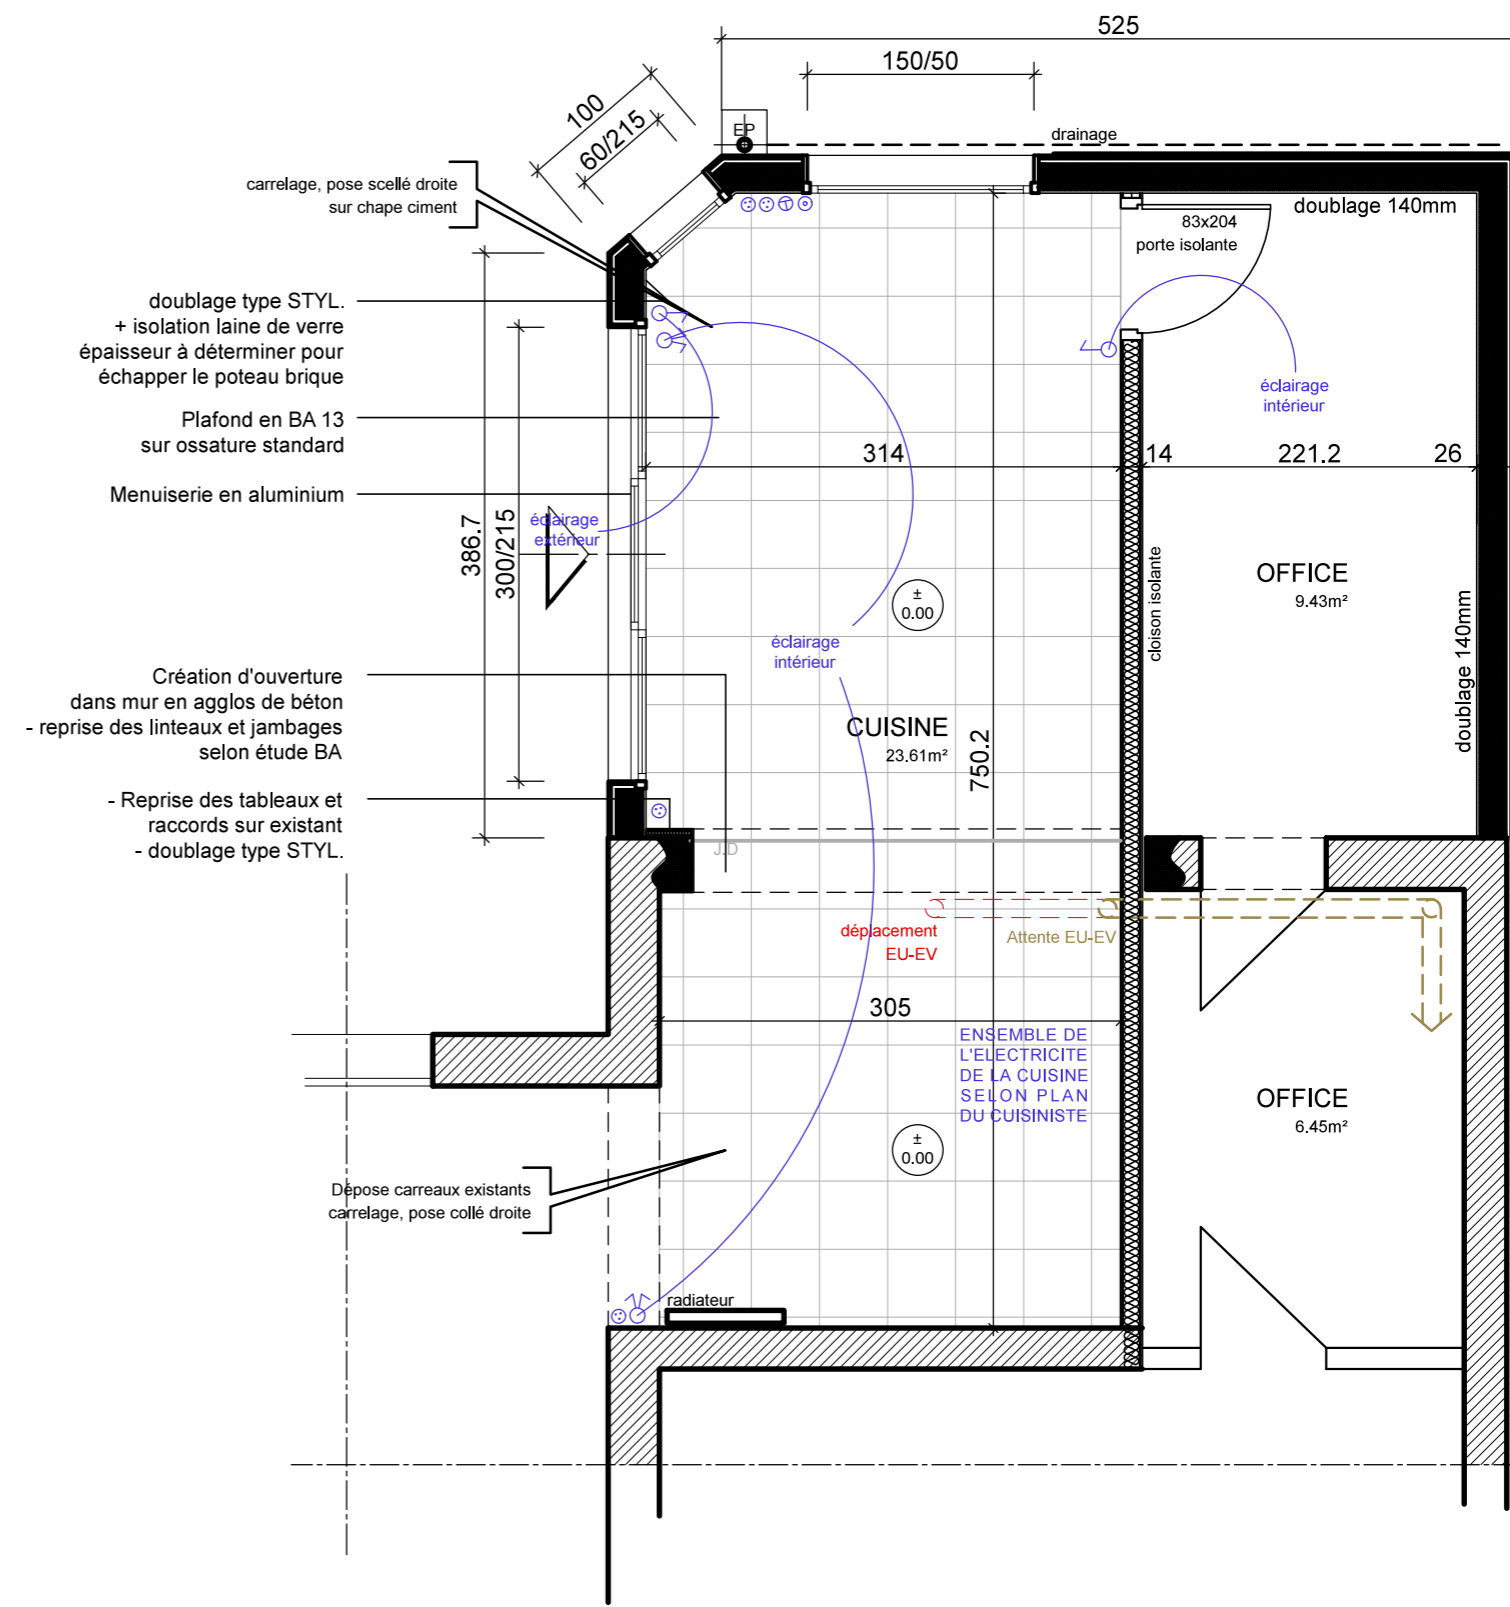 525
150/50
100
60/215
EP
drainage
carrelage, pose scellé droite
sur chape ciment
83x204
porte isolante
doublage 140mm
doublage type STYL.
+ isolation laine de verre
épaisseur à déterminer pour
échapper le poteau brique
éclairage
intérieur
Plafond en BA 13
sur ossature standard
314
14
221.2
26
Menuiserie en aluminium
386.7
300/215
éclairage
extérieur
±
0.00
cloison isolante
OFFICE
9.43m²
doublage 140mm
éclairage
intérieur
Création d'ouverture
dans mur en agglos de béton
- reprise des linteaux et jambages
selon étude BA
CUISINE
23.61m²
750.2
- Reprise des tableaux et
raccords sur existant
- doublage type STYL.
J.D
déplacement
EU-EV
Attente EU-EV
305
ENSEMBLE DE
L'ELECTRICITE
DE LA CUISINE
SELON PLAN
DU CUISINISTE
OFFICE
6.45m²
±
0.00
Dépose carreaux existants
carrelage, pose collé droite
radiateur